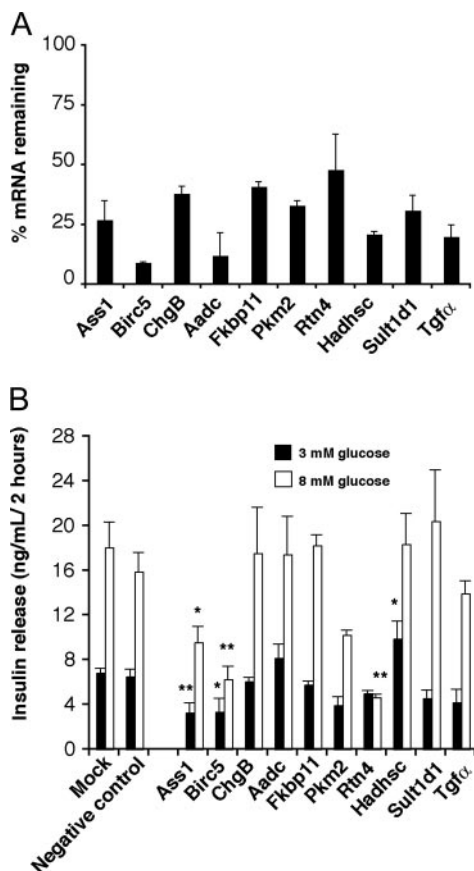 A
% mRNA remaining
100
75
50
25
0
Ass1
Birc5
ChgB
Aadc
Fkbp11
Pkm2
Rtn4
Hadhsc
Sult1d1
Tgfα
B
Insulin release (ng/mL/ 2 hours)
28
24
20
16
12
8
4
0
3 mM glucose
8 mM glucose
**
*
*
**
**
*
Mock
Negative control
Ass1
Birc5
ChgB
Aadc
Fkbp11
Pkm2
Rtn4
Hadhsc
Sult1d1
Tgfα